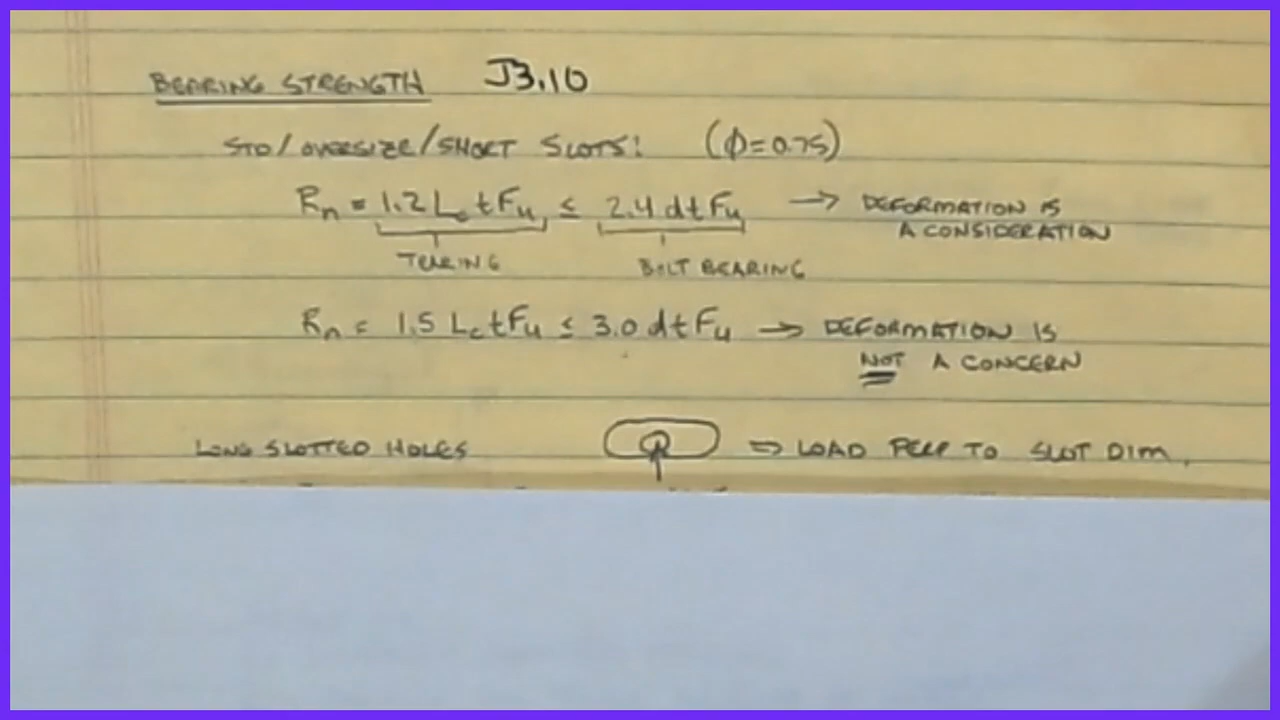 BEARING STRENGTH J3.10
STD/OVERSIZE/SHORT SLOTS: (ϕ=0.75)
Rn = 1.2 Lc t Fu ≤ 2.4 dt Fu → DEFORMATION IS
A CONSIDERATION
TEARING BOLT BEARING
Rn = 1.5 Lc t Fu ≤ 3.0 dt Fu → DEFORMATION IS
NOT A CONCERN
LONG SLOTTED HOLES ⇒ LOAD PERP TO SLOT DIM.